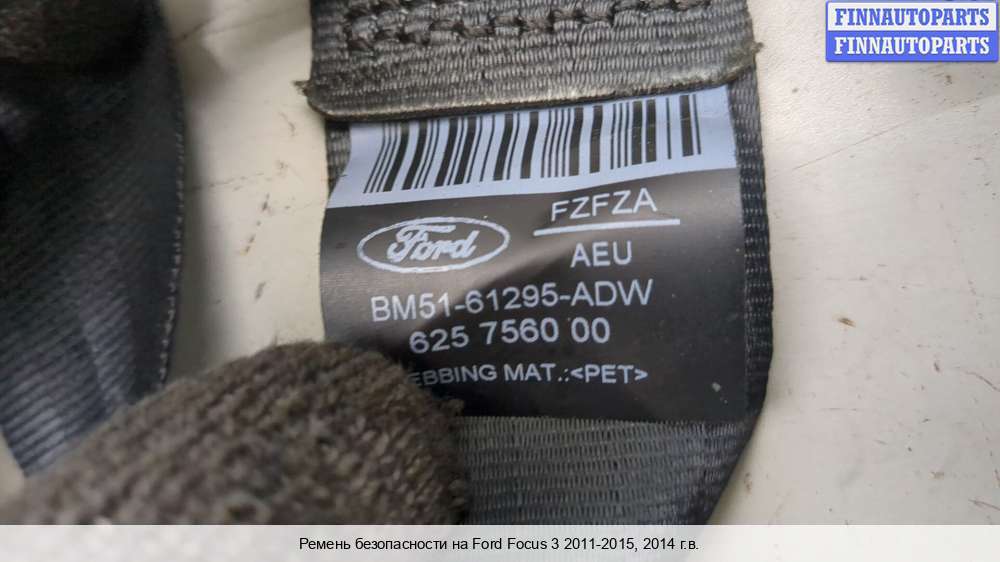 FINNAUTOPARTS
FINNAUTOPARTS
FZFZA
Ford
AEU
BM51-61295-ADW
625 7560 00
EBBING MAT.:<PET>
Ремень безопасности на Ford Focus 3 2011-2015, 2014 г.в.